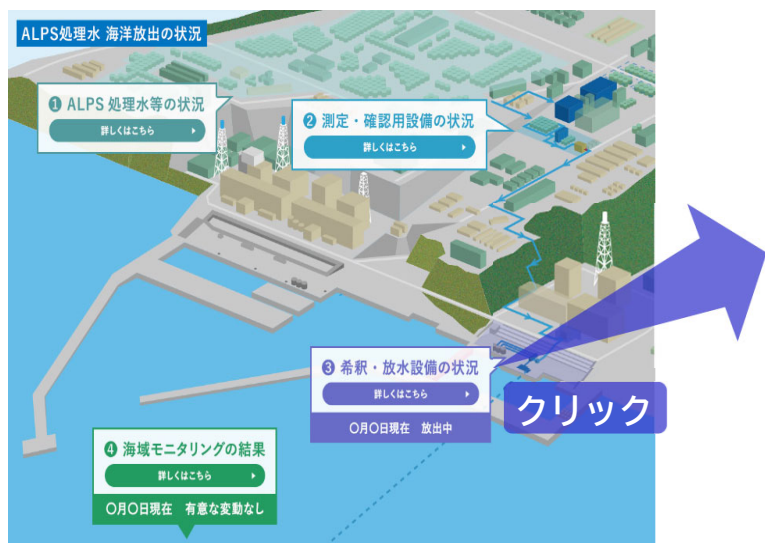 ALPS処理水 海洋放出の状況
❶ ALPS 処理水等の状況
詳しくはこちら
❷ 測定・確認用設備の状況
詳しくはこちら
❸ 希釈・放水設備の状況
詳しくはこちら
〇月〇日現在 放出中
クリック
❹ 海域モニタリングの結果
詳しくはこちら
〇月〇日現在 有意な変動なし